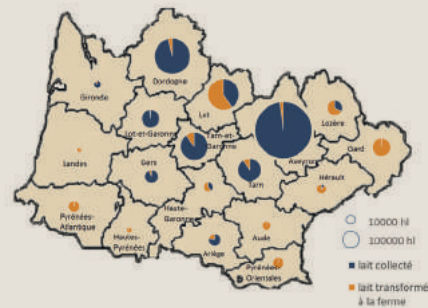 Dordogne
Gironde
Lot
Lozère
Lot-et-Garonne
Tarn-et-
Garonne
Aveyron
Gard
Landes
Gers
Tarn
Hérault
Haute-
Garonne
Pyrénées-
Atlantique
Hautes-
Pyrénées
Ariège
Aude
Pyrénées-
Orientales
10000 hl
100000 hl
lait collecté
lait transformé
à la ferme